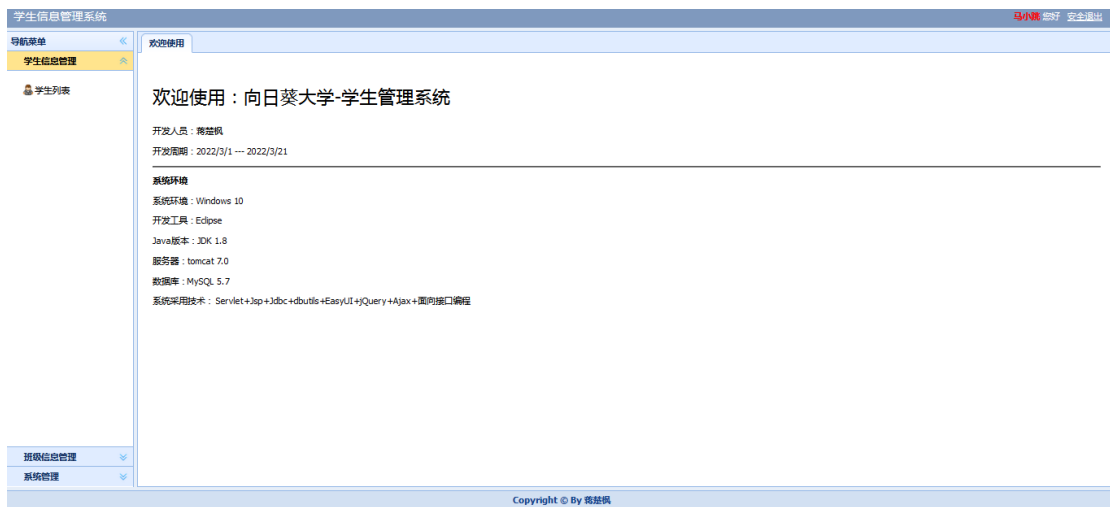 学生信息管理系统
马小跳 您好 安全退出
导航菜单
欢迎使用
学生信息管理
学生列表
欢迎使用：向日葵大学-学生管理系统
开发人员：蒋楚枫
开发周期：2022/3/1 --- 2022/3/21
系统环境
系统环境：Windows 10
开发工具：Eclipse
Java版本：JDK 1.8
服务器：tomcat 7.0
数据库：MySQL 5.7
系统采用技术： Servlet+Jsp+Jdbc+dbutils+EasyUI+jQuery+Ajax+面向接口编程
班级信息管理
系统管理
Copyright © By 蒋楚枫